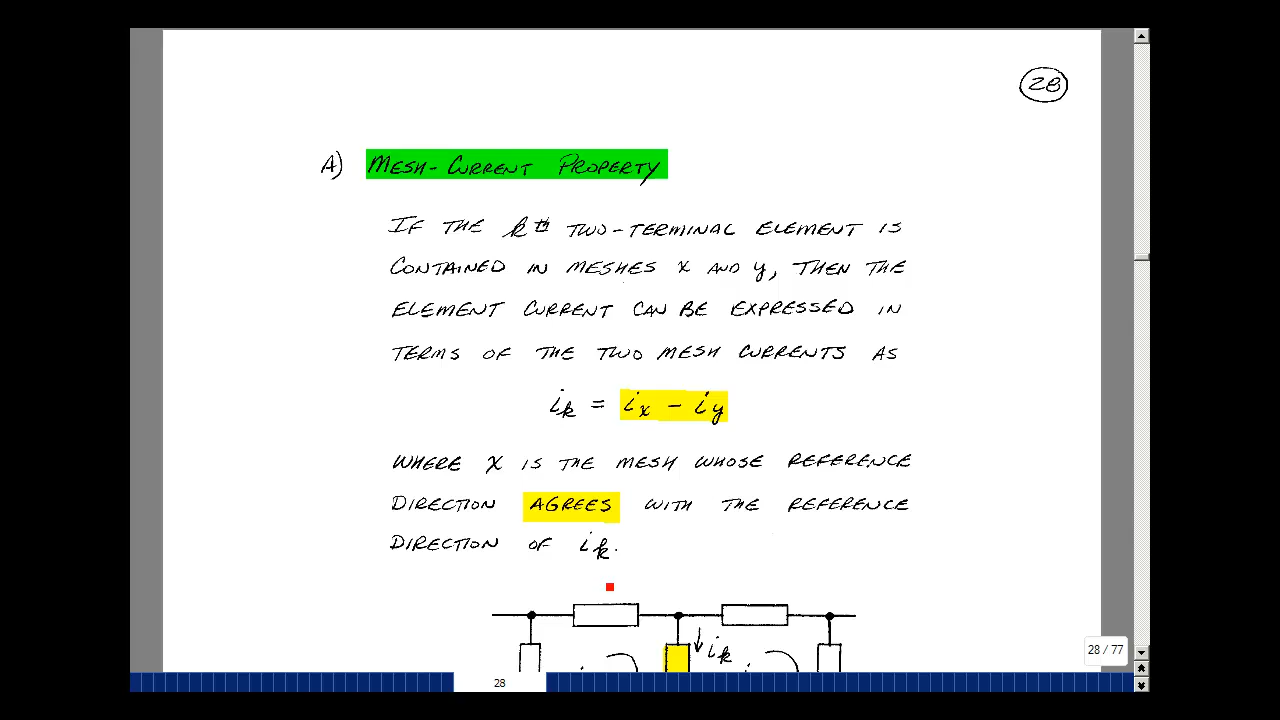 28
A) MESH-CURRENT PROPERTY
IF THE kth TWO-TERMINAL ELEMENT IS
CONTAINED IN MESHES x AND y, THEN THE
ELEMENT CURRENT CAN BE EXPRESSED IN
TERMS OF THE TWO MESH CURRENTS AS
ik = ix - iy
WHERE x IS THE MESH WHOSE REFERENCE
DIRECTION AGREES WITH THE REFERENCE
DIRECTION OF ik.
ik
28 / 77
28